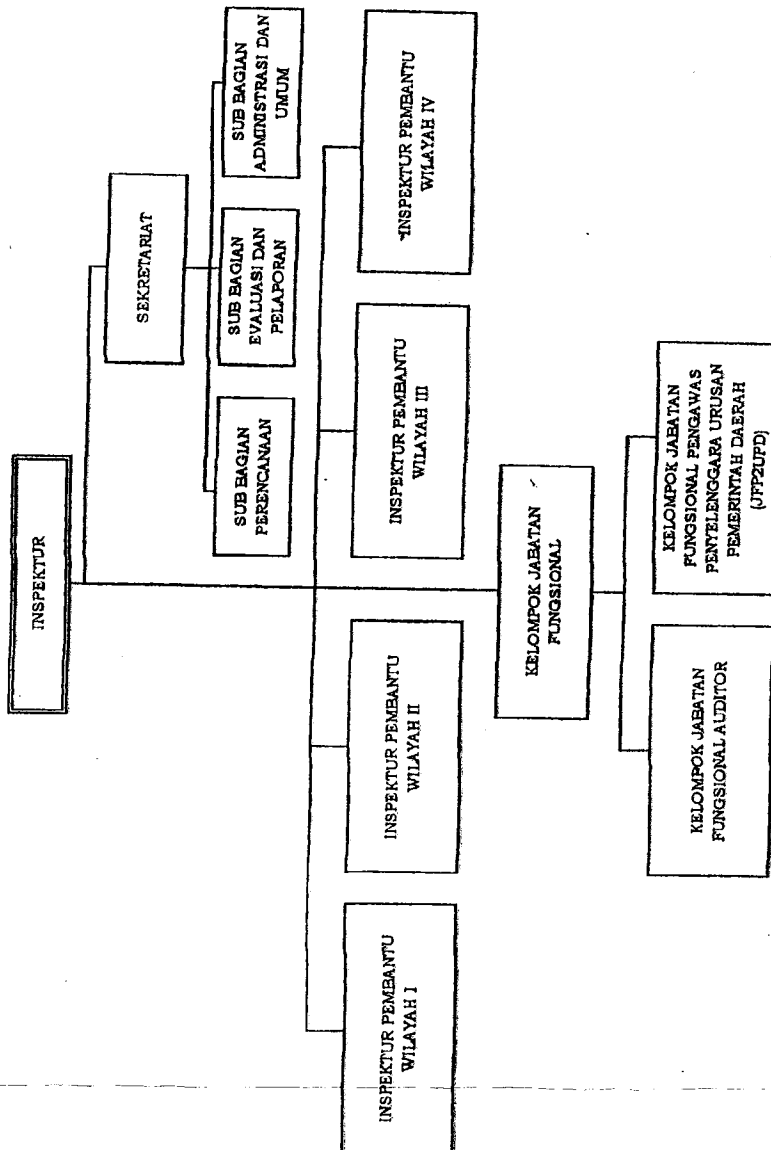 INSPEKTUR
SEKRETARIAT
SUB BAGIAN
PERENCANAAN
SUB BAGIAN
EVALUASI DAN
PELAPORAN
SUB BAGIAN
ADMINISTRASI DAN
UMUM
INSPEKTUR PEMBANTU
WILAYAH I
INSPEKTUR PEMBANTU
WILAYAH II
INSPEKTUR PEMBANTU
WILAYAH III
INSPEKTUR PEMBANTU
WILAYAH IV
KELOMPOK JABATAN
FUNGSIONAL
KELOMPOK JABATAN
FUNGSIONAL AUDITOR
KELOMPOK JABATAN
FUNGSIONAL PENGAWAS
PENYELENGGARA URUSAN
PEMERINTAH DAERAH
(JFP2UPD)